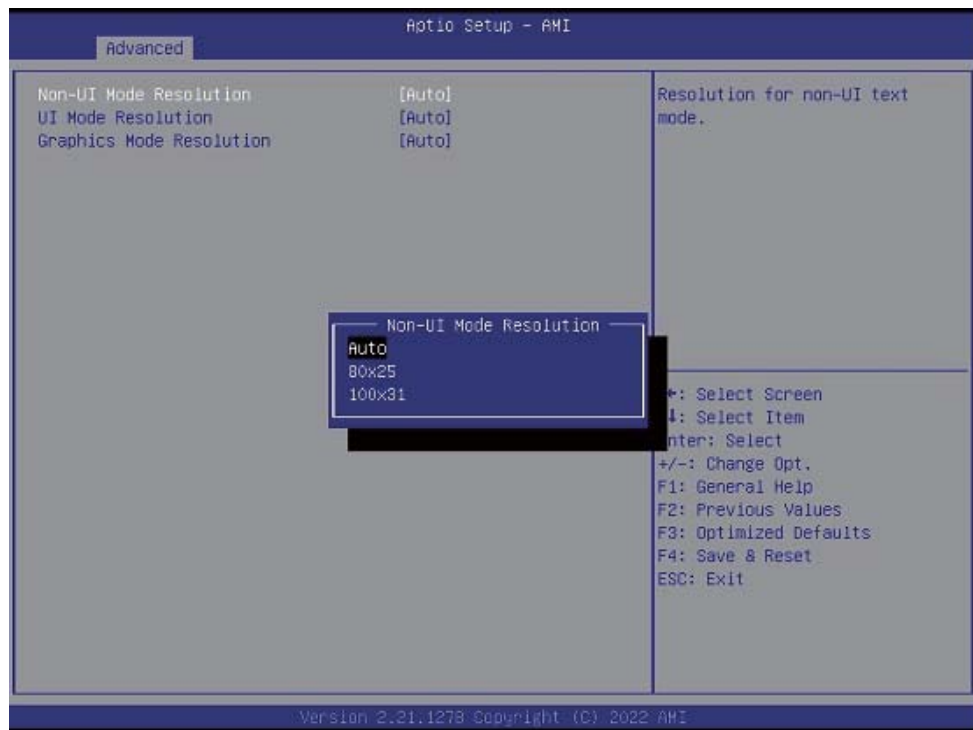 Aptio Setup - AMI
Advanced
Non-UI Mode Resolution [Auto]
UI Mode Resolution [Auto]
Graphics Mode Resolution [Auto]
Resolution for non-UI text
mode.
Non-UI Mode Resolution
Auto
80x25
100x31
: Select Screen
: Select Item
nter: Select
+/-: Change Opt.
F1: General Help
F2: Previous Values
F3: Optimized Defaults
F4: Save & Reset
ESC: Exit
Version 2.21.1278 Copyright (C) 2022 AMI